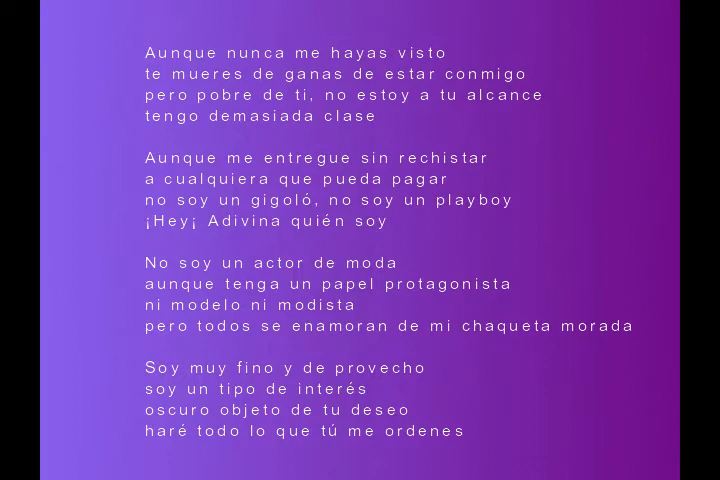 Aunque nunca me hayas visto
te mueres de ganas de estar conmigo
pero pobre de ti, no estoy a tu alcance
tengo demasiada clase
Aunque me entregue sin rechistar
a cualquiera que pueda pagar
no soy un gigoló, no soy un playboy
¡Hey¡ Adivina quién soy
No soy un actor de moda
aunque tenga un papel protagonista
ni modelo ni modista
pero todos se enamoran de mi chaqueta morada
Soy muy fino y de provecho
soy un tipo de interés
oscuro objeto de tu deseo
haré todo lo que tú me ordenes